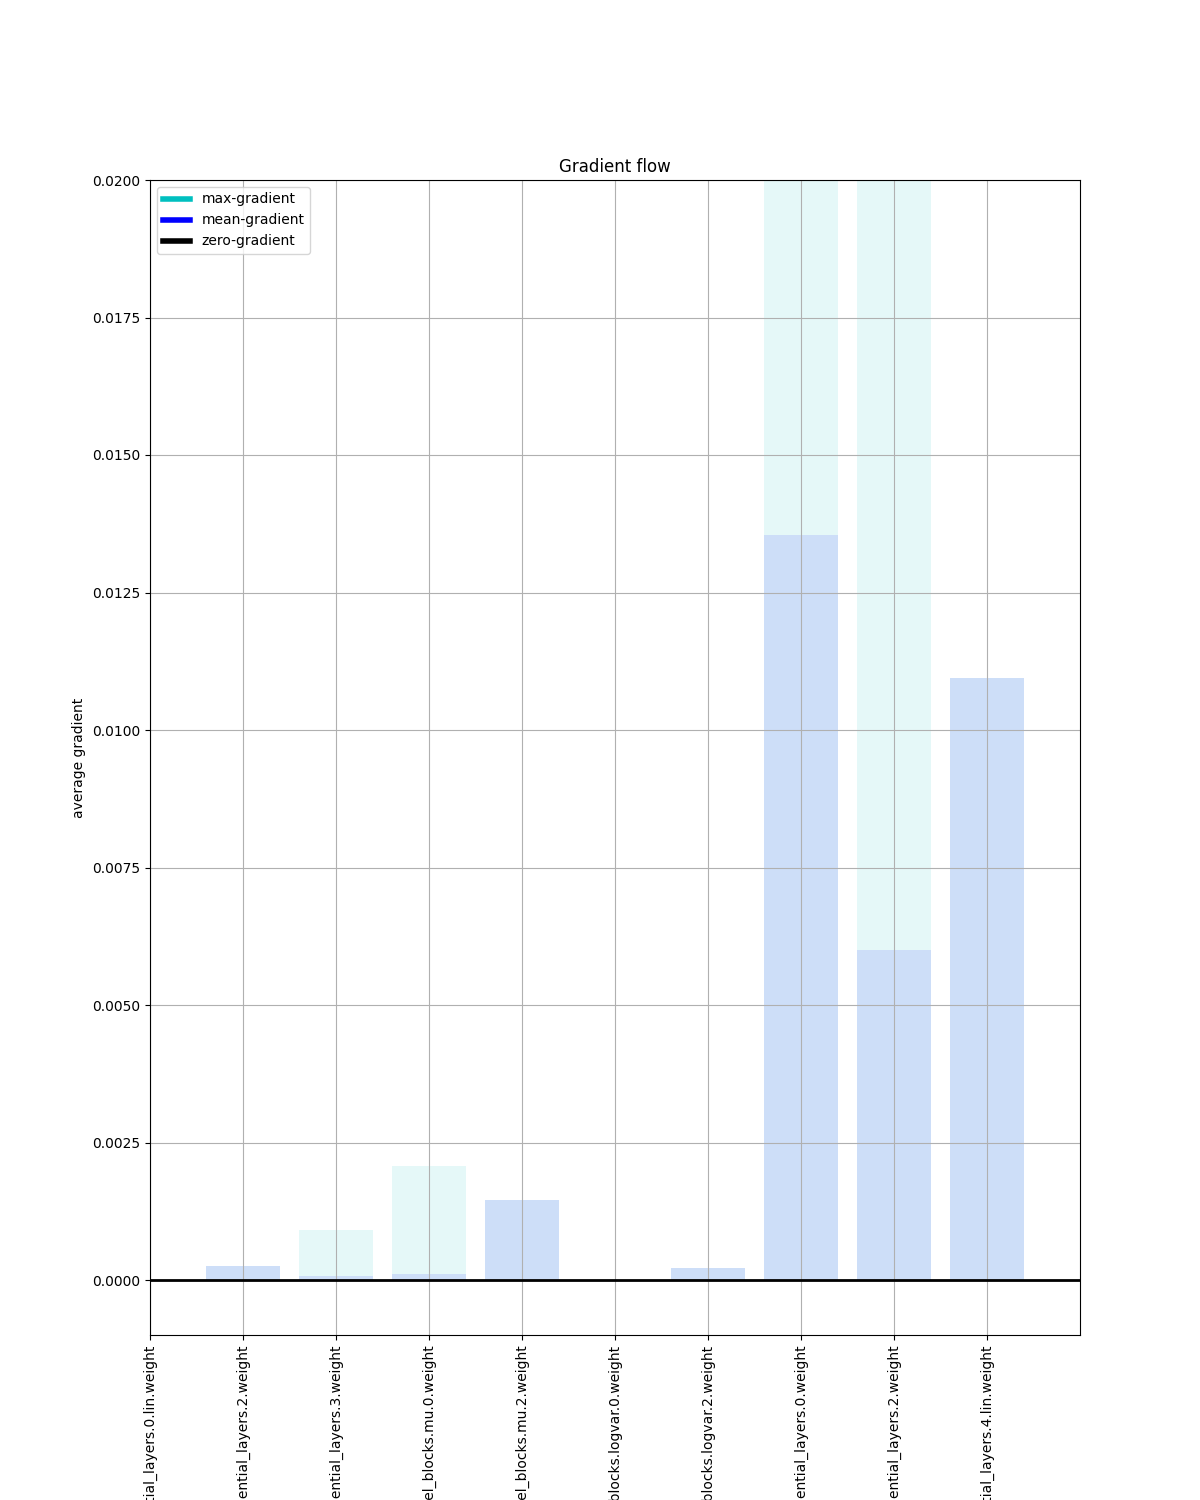 Gradient flow
max-gradient
mean-gradient
zero-gradient
0.0200
0.0175
0.0150
0.0125
0.0100
0.0075
0.0050
0.0025
0.0000
average gradient
tial_layers.0.lin.weight
ential_layers.2.weight
ential_layers.3.weight
el_blocks.mu.0.weight
el_blocks.mu.2.weight
blocks.logvar.0.weight
blocks.logvar.2.weight
ential_layers.0.weight
ential_layers.2.weight
tial_layers.4.lin.weight